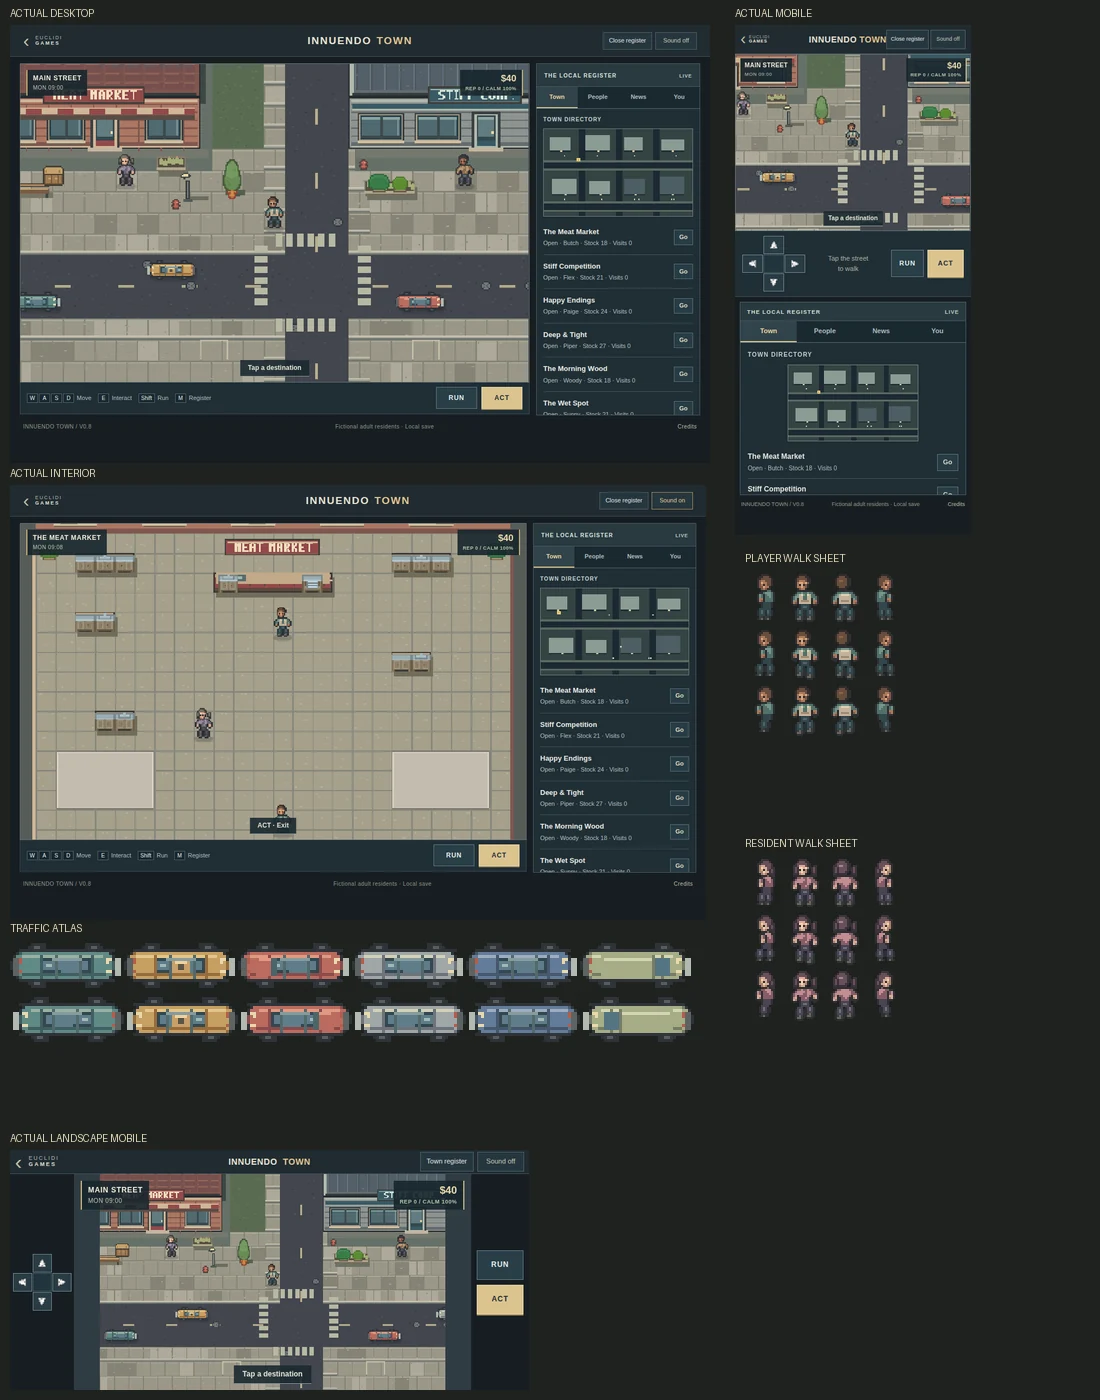 ACTUAL DESKTOP
EUCLIDI
GAMES
INNUENDO TOWN
Close register
Sound off
MAIN STREET
MON 09:00
MEAT MARKET
$40
REP 0 / CALM 100%
THE LOCAL REGISTER
LIVE
Town
People
News
You
TOWN DIRECTORY
The Meat Market
Open · Butch · Stock 18 · Visits 0
Go
Stiff Competition
Open · Flex · Stock 21 · Visits 0
Go
Happy Endings
Open · Paige · Stock 24 · Visits 0
Go
Deep & Tight
Open · Piper · Stock 27 · Visits 0
Go
The Morning Wood
Open · Woody · Stock 18 · Visits 0
Go
The Wet Spot
Open · Sunny · Stock 21 · Visits 0
Go
Tap a destination
W A S D Move
E Interact
Shift Run
M Register
RUN
ACT
INNUENDO TOWN / V0.8
Fictional adult residents · Local save
Credits
ACTUAL MOBILE
EUCLIDI
GAMES
INNUENDO TOWN
Close register
Sound off
MAIN STREET
MON 09:00
$40
REP 0 / CALM 100%
Tap a destination
Tap the street
to walk
RUN
ACT
THE LOCAL REGISTER
LIVE
Town
People
News
You
TOWN DIRECTORY
The Meat Market
Open · Butch · Stock 18 · Visits 0
Go
Stiff Competition
Go
INNUENDO TOWN / V0.8
Fictional adult residents · Local save
Credits
ACTUAL INTERIOR
EUCLIDI
GAMES
INNUENDO TOWN
Close register
Sound on
THE MEAT MARKET
MON 09:08
MEAT MARKET
$40
REP 0 / CALM 100%
THE LOCAL REGISTER
LIVE
Town
People
News
You
TOWN DIRECTORY
The Meat Market
Open · Butch · Stock 18 · Visits 0
Go
Stiff Competition
Open · Flex · Stock 21 · Visits 0
Go
Happy Endings
Open · Paige · Stock 24 · Visits 0
Go
Deep & Tight
Open · Piper · Stock 27 · Visits 0
Go
The Morning Wood
Open · Woody · Stock 18 · Visits 0
Go
The Wet Spot
Open · Sunny · Stock 21 · Visits 0
Go
ACT · Exit
W A S D Move
E Interact
Shift Run
M Register
RUN
ACT
INNUENDO TOWN / V0.8
Fictional adult residents · Local save
Credits
PLAYER WALK SHEET
RESIDENT WALK SHEET
TRAFFIC ATLAS
ACTUAL LANDSCAPE MOBILE
EUCLIDI
GAMES
INNUENDO TOWN
Town register
Sound off
MAIN STREET
MON 09:00
MARKET
$40
REP 0 / CALM 100%
RUN
ACT
Tap a destination